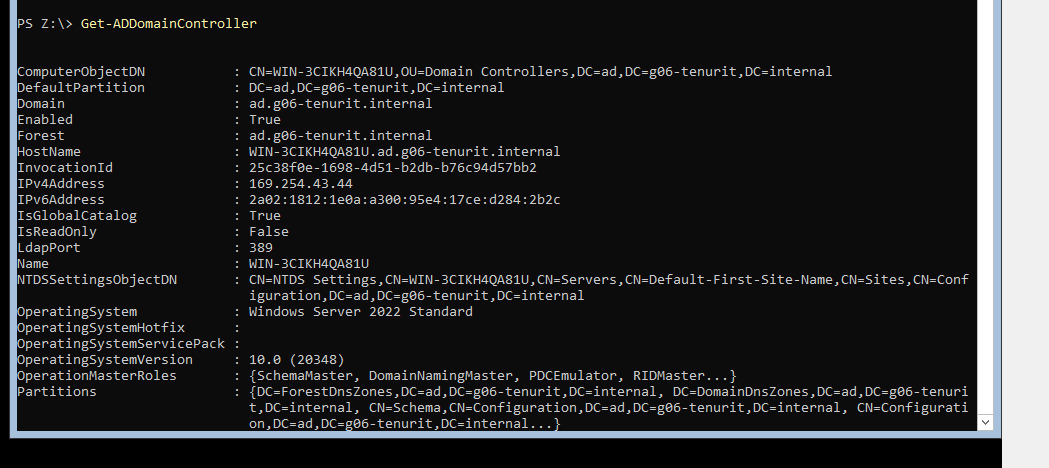 PS Z:\> Get-ADDomainController
ComputerObjectDN : CN=WIN-3CIKH4QA81U,OU=Domain Controllers,DC=ad,DC=g06-tenurit,DC=internal
DefaultPartition : DC=ad,DC=g06-tenurit,DC=internal
Domain : ad.g06-tenurit.internal
Enabled : True
Forest : ad.g06-tenurit.internal
HostName : WIN-3CIKH4QA81U.ad.g06-tenurit.internal
InvocationId : 25c38f0e-1698-4d51-b2db-b76c94d57bb2
IPv4Address : 169.254.43.44
IPv6Address : 2a02:1812:1e0a:a300:95e4:17ce:d284:2b2c
IsGlobalCatalog : True
IsReadOnly : False
LdapPort : 389
Name : WIN-3CIKH4QA81U
NTDSSettingsObjectDN : CN=NTDS Settings,CN=WIN-3CIKH4QA81U,CN=Servers,CN=Default-First-Site-Name,CN=Sites,CN=Conf
iguration,DC=ad,DC=g06-tenurit,DC=internal
OperatingSystem : Windows Server 2022 Standard
OperatingSystemHotfix :
OperatingSystemServicePack :
OperatingSystemVersion : 10.0 (20348)
OperationMasterRoles : {SchemaMaster, DomainNamingMaster, PDCEmulator, RIDMaster...}
Partitions : {DC=ForestDnsZones,DC=ad,DC=g06-tenurit,DC=internal, DC=DomainDnsZones,DC=ad,DC=g06-tenuri
t,DC=internal, CN=Schema,CN=Configuration,DC=ad,DC=g06-tenurit,DC=internal, CN=Configurati
on,DC=ad,DC=g06-tenurit,DC=internal...}